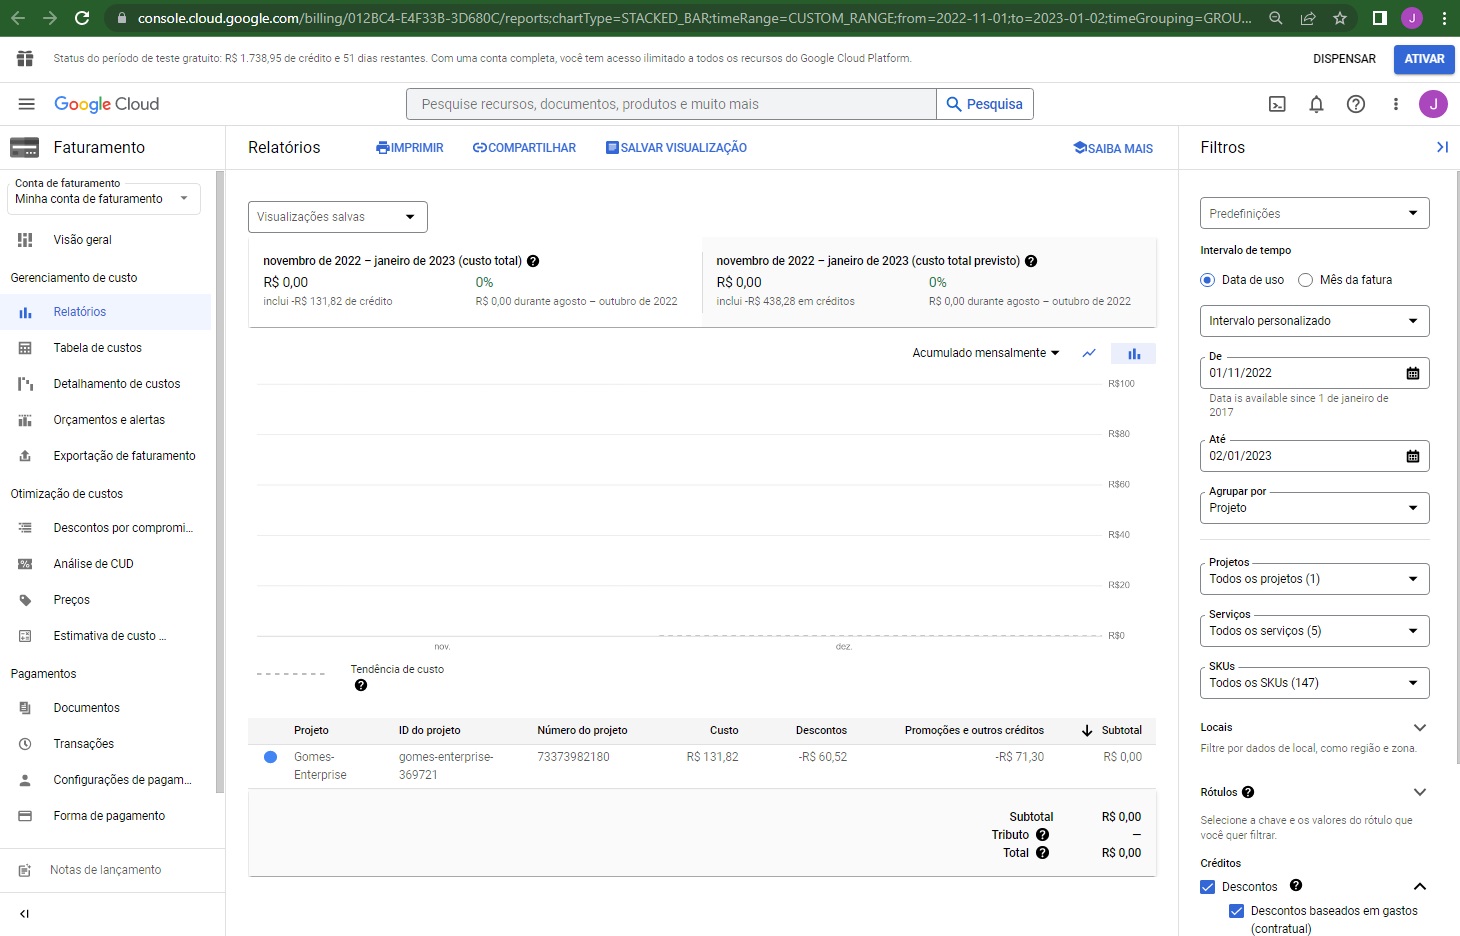 console.cloud.google.com/billing/012BC4-E4F33B-3D680C/reports;chartType=STACKED_BAR;timeRange=CUSTOM_RANGE;from=2022-11-01;to=2023-01-02;timeGrouping=GROU...
J
Status do período de teste gratuito: R$ 1.738,95 de crédito e 51 dias restantes. Com uma conta completa, você tem acesso ilimitado a todos os recursos do Google Cloud Platform.
DISPENSAR
ATIVAR
Google Cloud
Pesquise recursos, documentos, produtos e muito mais
Pesquisa
J
Faturamento
Conta de faturamento
Minha conta de faturamento
Visão geral
Gerenciamento de custo
Relatórios
Tabela de custos
Detalhamento de custos
Orçamentos e alertas
Exportação de faturamento
Otimização de custos
Descontos por compromi...
Análise de CUD
Preços
Estimativa de custo ...
Pagamentos
Documentos
Transações
Configurações de pagam...
Forma de pagamento
Notas de lançamento
Relatórios
IMPRIMIR
COMPARTILHAR
SALVAR VISUALIZAÇÃO
SAIBA MAIS
Visualizações salvas
novembro de 2022 – janeiro de 2023 (custo total)
R$ 0,00
0%
inclui -R$ 131,82 de crédito
R$ 0,00 durante agosto – outubro de 2022
novembro de 2022 – janeiro de 2023 (custo total previsto)
R$ 0,00
0%
inclui -R$ 438,28 em créditos
R$ 0,00 durante agosto – outubro de 2022
Acumulado mensalmente
R$100
R$80
R$60
R$40
R$20
R$0
nov.
dez.
Tendência de custo
Projeto
ID do projeto
Número do projeto
Custo
Descontos
Promoções e outros créditos
Subtotal
Gomes-
Enterprise
gomes-enterprise-
369721
73373982180
R$ 131,82
-R$ 60,52
-R$ 71,30
R$ 0,00
Subtotal R$ 0,00
Tributo —
Total R$ 0,00
Filtros
Predefinições
Intervalo de tempo
Data de uso
Mês da fatura
Intervalo personalizado
De
01/11/2022
Data is available since 1 de janeiro de
2017
Até
02/01/2023
Agrupar por
Projeto
Projetos
Todos os projetos (1)
Serviços
Todos os serviços (5)
SKUs
Todos os SKUs (147)
Locais
Filtre por dados de local, como região e zona.
Rótulos
Selecione a chave e os valores do rótulo que
você quer filtrar.
Créditos
Descontos
Descontos baseados em gastos
(contratual)